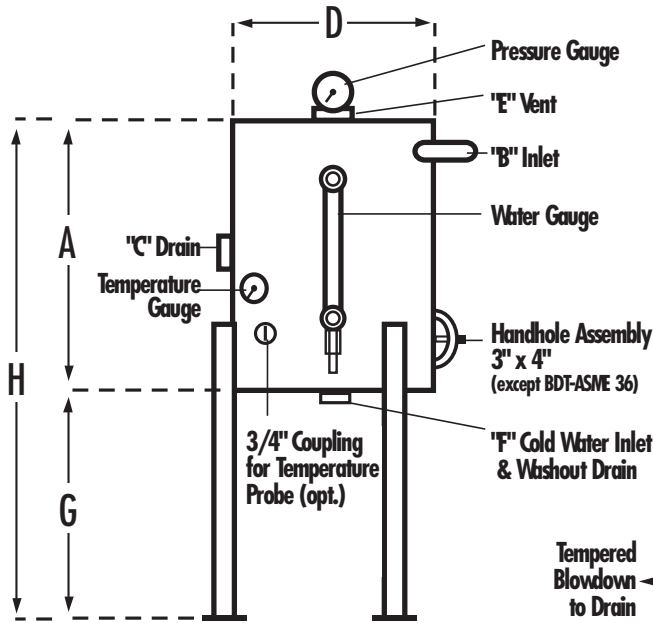 D
Pressure Gauge
"E" Vent
"B" Inlet
A
Water Gauge
"C" Drain
Temperature
Gauge
H
Handhole Assembly
3" x 4"
(except BDT-ASME 36)
3/4" Coupling
for Temperature
Probe (opt.)
"F" Cold Water Inlet
& Washout Drain
G
Tempered
Blowdown
to Drain